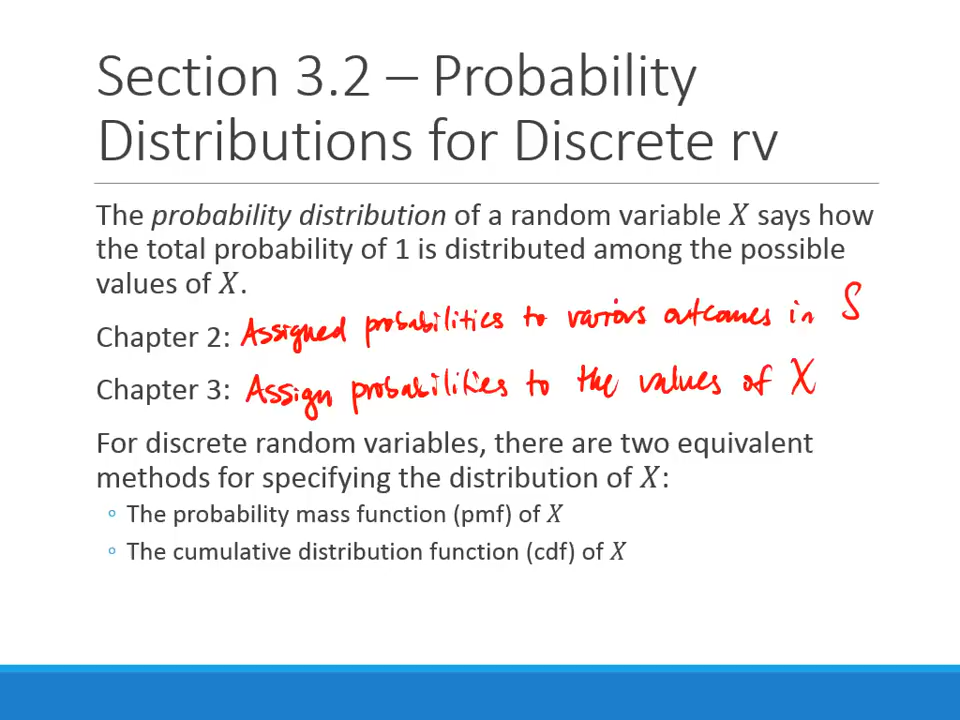 Section 3.2 – Probability
Distributions for Discrete rv
The probability distribution of a random variable X says how
the total probability of 1 is distributed among the possible
values of X.
Chapter 2: Assigned probabilities to various outcomes in S
Chapter 3: Assign probabilities to the values of X
For discrete random variables, there are two equivalent
methods for specifying the distribution of X:
◦ The probability mass function (pmf) of X
◦ The cumulative distribution function (cdf) of X